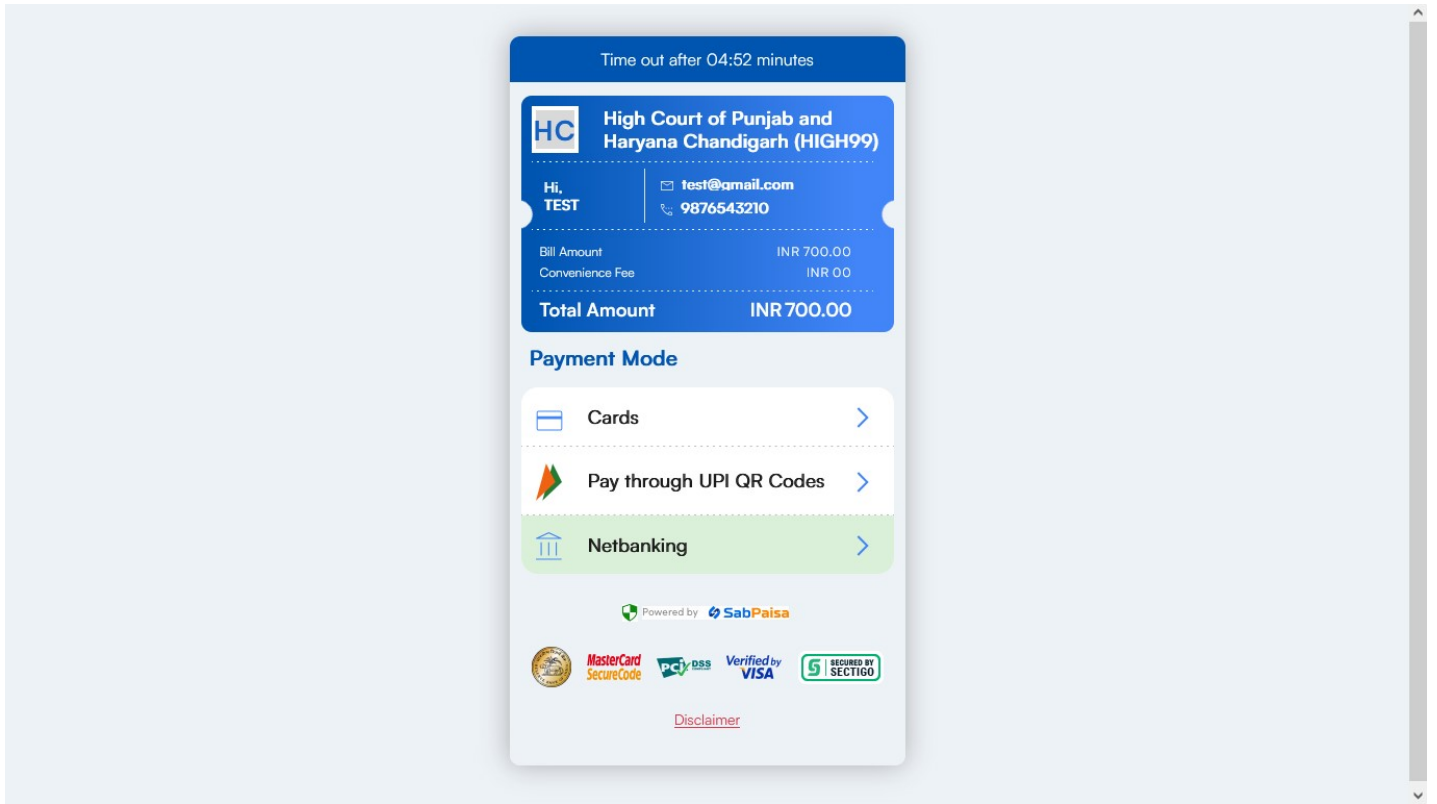 Time out after 04:52 minutes
HC
High Court of Punjab and
Haryana Chandigarh (HIGH99)
Hi,
TEST
test@gmail.com
9876543210
Bill Amount INR 700.00
Convenience Fee INR 00
Total Amount INR 700.00
Payment Mode
Cards
Pay through UPI QR Codes
Netbanking
Powered by SabPaisa
MasterCard
SecureCode
PCI DSS
Verified by
VISA
S SECURED BY
SECTIGO
Disclaimer